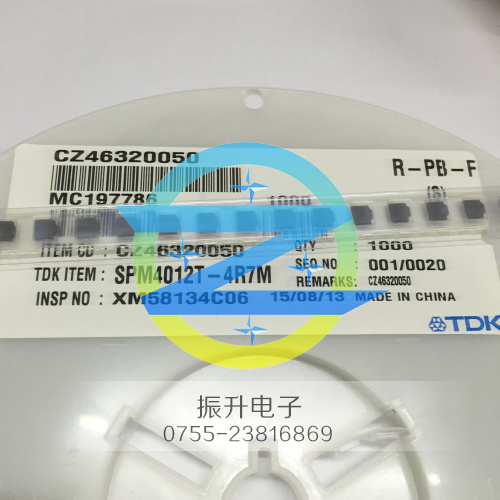 CZ46320050
R-PB-F
MC197786 1000 (S)
ITEM CD : CZ46320050 QTY : 1000
TDK ITEM : SPM4012T-4R7M SEQ NO 001/0020
REMARKS: CZ46320050
INSP NO : XM58134C06 15/08/13 MADE IN CHINA
TDK
振升电子
0755-23816869